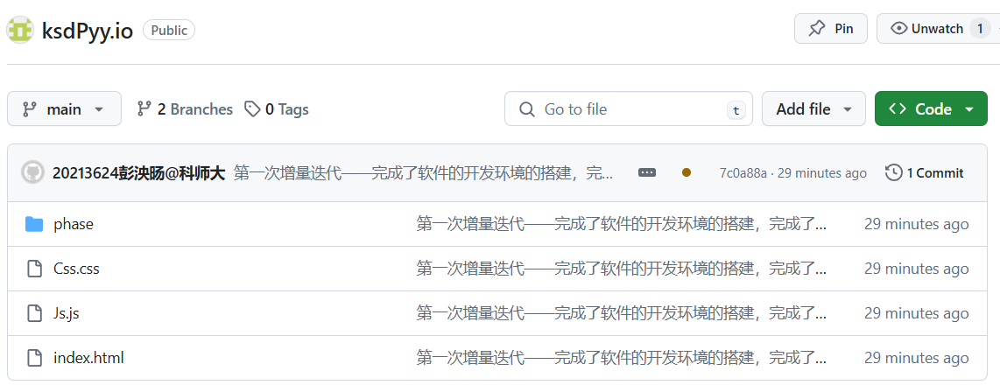 ksdPyy.io Public Pin Unwatch 1
main 2 Branches 0 Tags Go to file t Add file Code
20213624彭泱旸@科师大 第一次增量迭代——完成了软件的开发环境的搭建，完... 7c0a88a · 29 minutes ago 1 Commit
phase 第一次增量迭代——完成了软件的开发环境的搭建，完成了... 29 minutes ago
Css.css 第一次增量迭代——完成了软件的开发环境的搭建，完成了... 29 minutes ago
Js.js 第一次增量迭代——完成了软件的开发环境的搭建，完成了... 29 minutes ago
index.html 第一次增量迭代——完成了软件的开发环境的搭建，完成了... 29 minutes ago